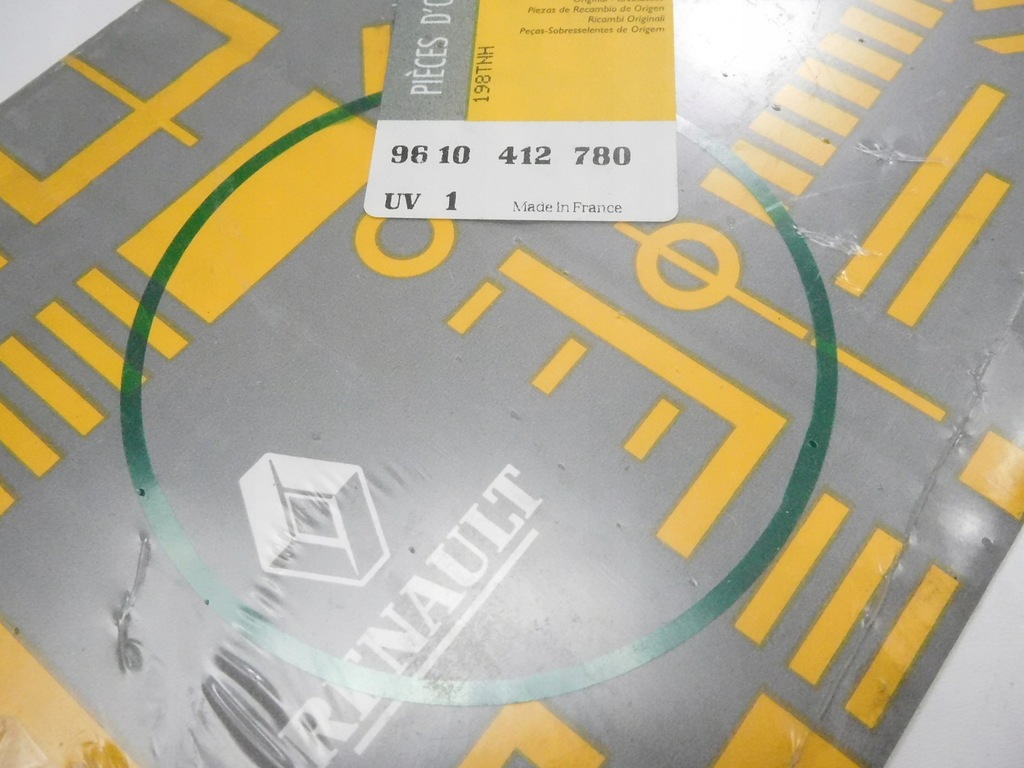 PIÈCES D'O
198TNH
Piezas de Recambio de Origen
Ricambi Originali
Peças-Sobresselentes de Origem
96 10 412 780
UV 1 Made in France
RENAULT